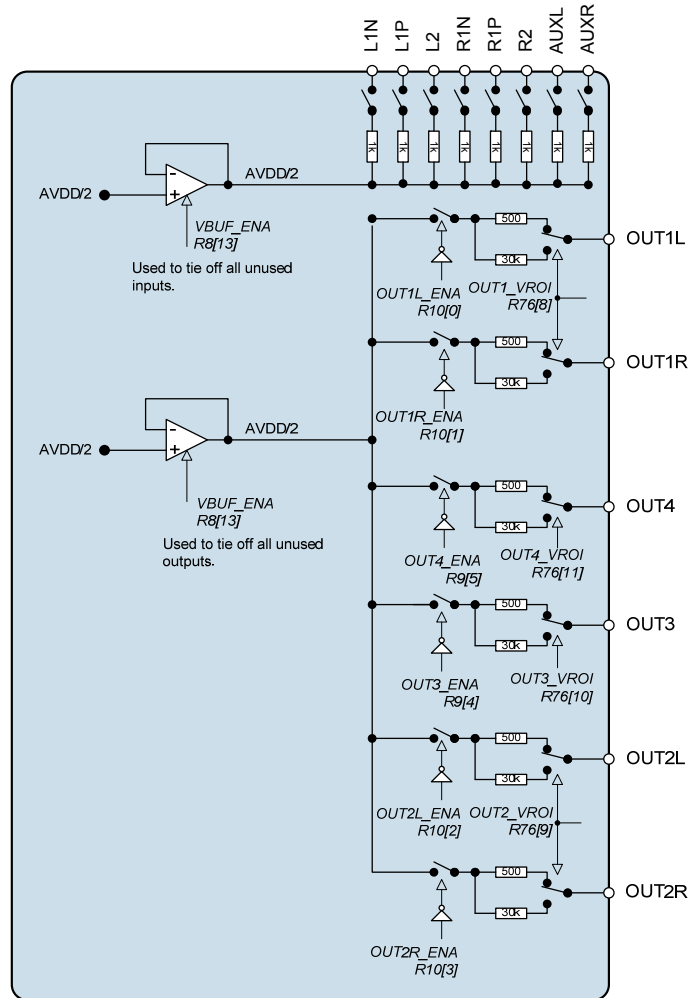 L1N
L1P
L2
R1N
R1P
R2
AUXL
AUXR
1k
1k
1k
1k
1k
1k
1k
1k
AVDD/2
-
+
AVDD/2
VBUF_ENA
R8[13]
Used to tie off all unused
inputs.
500
30k
OUT1L
OUT1L_ENA
R10[0]
OUT1_VROI
R76[8]
500
30k
OUT1R
OUT1R_ENA
R10[1]
AVDD/2
-
+
AVDD/2
VBUF_ENA
R8[13]
Used to tie off all unused
outputs.
500
30k
OUT4
OUT4_ENA
R9[5]
OUT4_VROI
R76[11]
500
30k
OUT3
OUT3_ENA
R9[4]
OUT3_VROI
R76[10]
500
30k
OUT2L
OUT2L_ENA
R10[2]
OUT2_VROI
R76[9]
500
30k
OUT2R
OUT2R_ENA
R10[3]